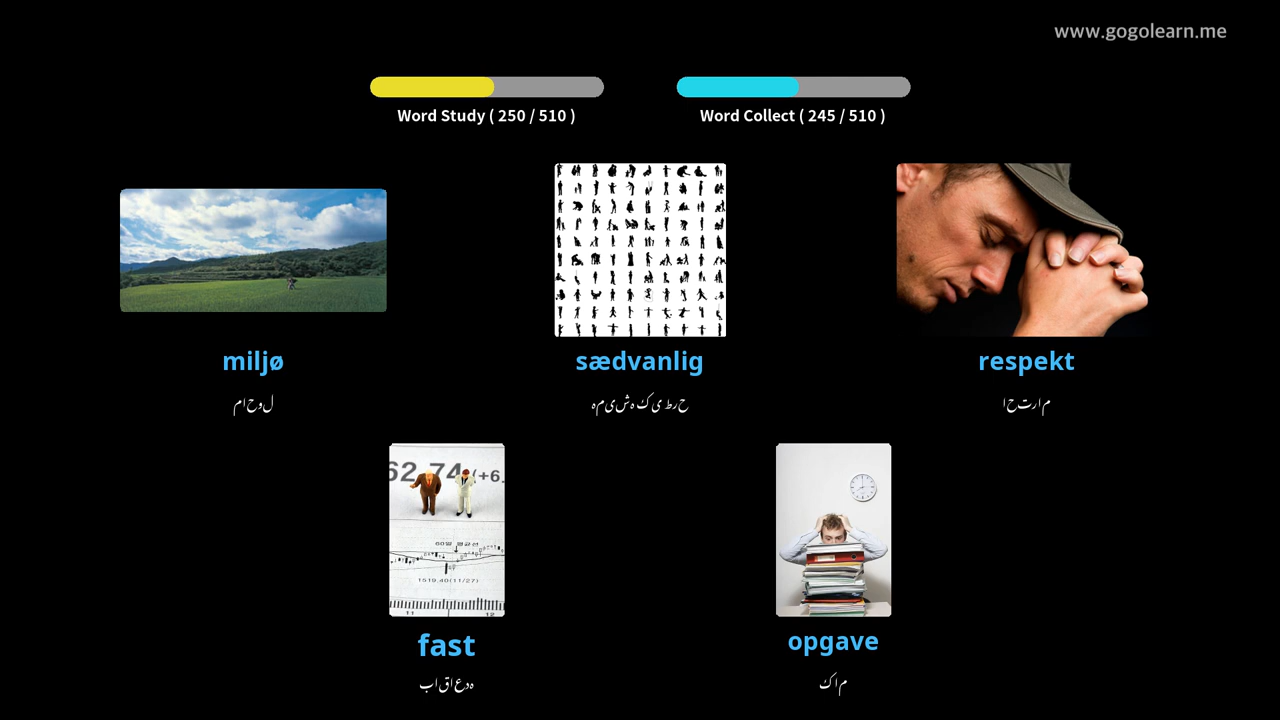 www.gogolearn.me
Word Study ( 250 / 510 )
Word Collect ( 245 / 510 )
miljø
sædvanlig
respekt
ماحول
ہمیشہ کی طرح
احترام
fast
opgave
باقاعدہ
کام